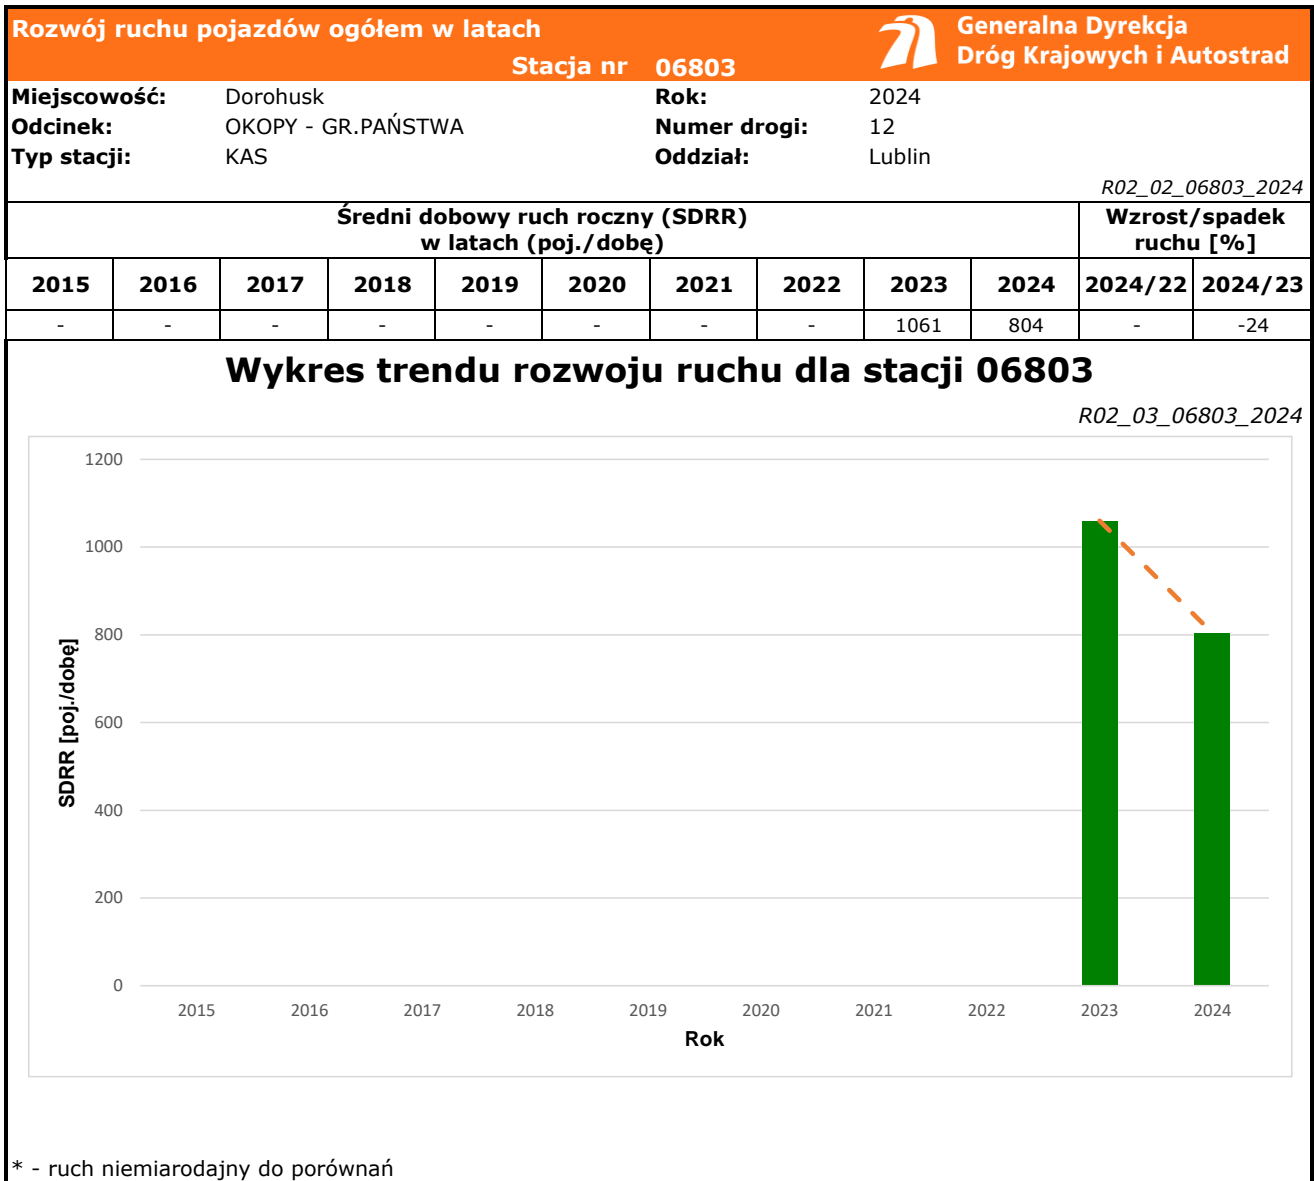 Rozwój ruchu pojazdów ogółem w latach
Generalna Dyrekcja
Dróg Krajowych i Autostrad
Stacja nr 06803
Miejscowość: Dorohusk Rok: 2024
Odcinek: OKOPY - GR.PAŃSTWA Numer drogi: 12
Typ stacji: KAS Oddział: Lublin
R02_02_06803_2024
Średni dobowy ruch roczny (SDRR)
w latach (poj./dobę)
Wzrost/spadek
ruchu [%]
2015 2016 2017 2018 2019 2020 2021 2022 2023 2024 2024/22 2024/23
- - - - - - - - 1061 804 - -24
Wykres trendu rozwoju ruchu dla stacji 06803
R02_03_06803_2024
1200
1000
800
600
400
200
0
SDRR [poj./dobę]
2015 2016 2017 2018 2019 2020 2021 2022 2023 2024
Rok
* - ruch niemiarodajny do porównań